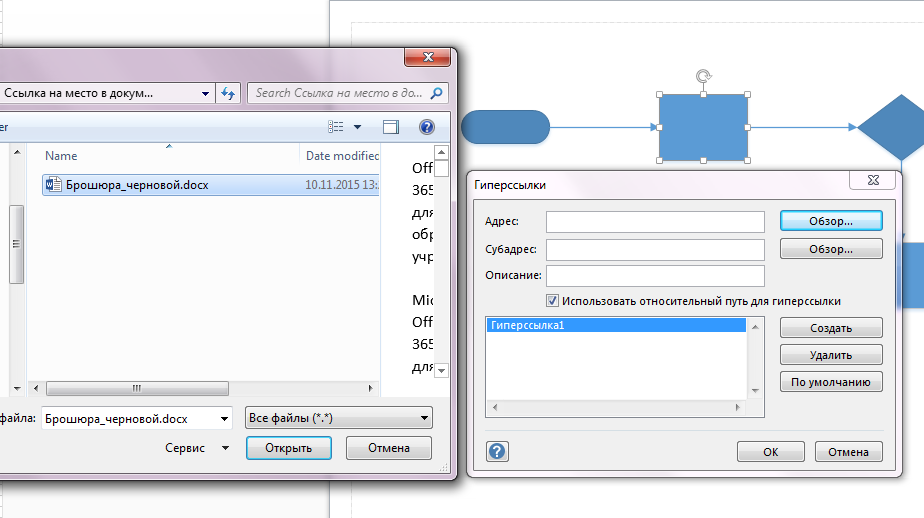 Ссылка на место в докум...
Search Ссылка на место в до...
er
Name
Date modified
Брошюра_черновой.docx
10.11.2015 13:
Off
365
для
обр
учр
Mic
Off
365
для
файла:
Брошюра_черновой.docx
Все файлы (*.*)
Сервис
Открыть
Отмена
Гиперссылки
Адрес:
Обзор...
Субадрес:
Обзор...
Описание:
Использовать относительный путь для гиперссылки
Гиперссылка1
Создать
Удалить
По умолчанию
ОК
Отмена